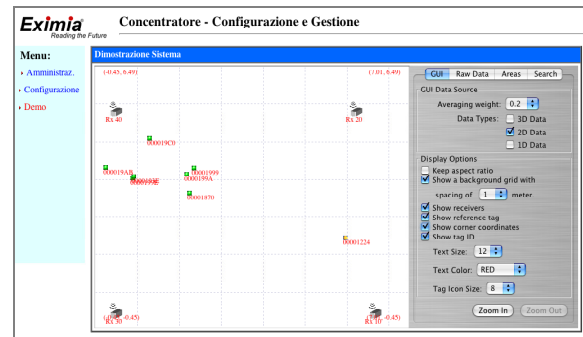 Eximia
Reading the Future
Concentratore - Configurazione e Gestione
Menu:
Amministraz.
Configurazione
Demo
Dimostrazione Sistema
(-0.45, 6.49)
(7.01, 6.49)
Rx 40
Rx 20
000019C0
000019AB
00001999
0000199A
00001870
00001224
-0.45)
Rx 30
-0.45)
Rx 10
GUI Raw Data Areas Search
GUI Data Source
Averaging weight: 0.2
Data Types: 3D Data
2D Data
1D Data
Display Options
Keep aspect ratio
Show a background grid with
spacing of 1 meter
Show receivers
Show reference tag
Show corner coordinates
Show tag ID
Text Size: 12
Text Color: RED
Tag Icon Size: 8
Zoom In Zoom Out